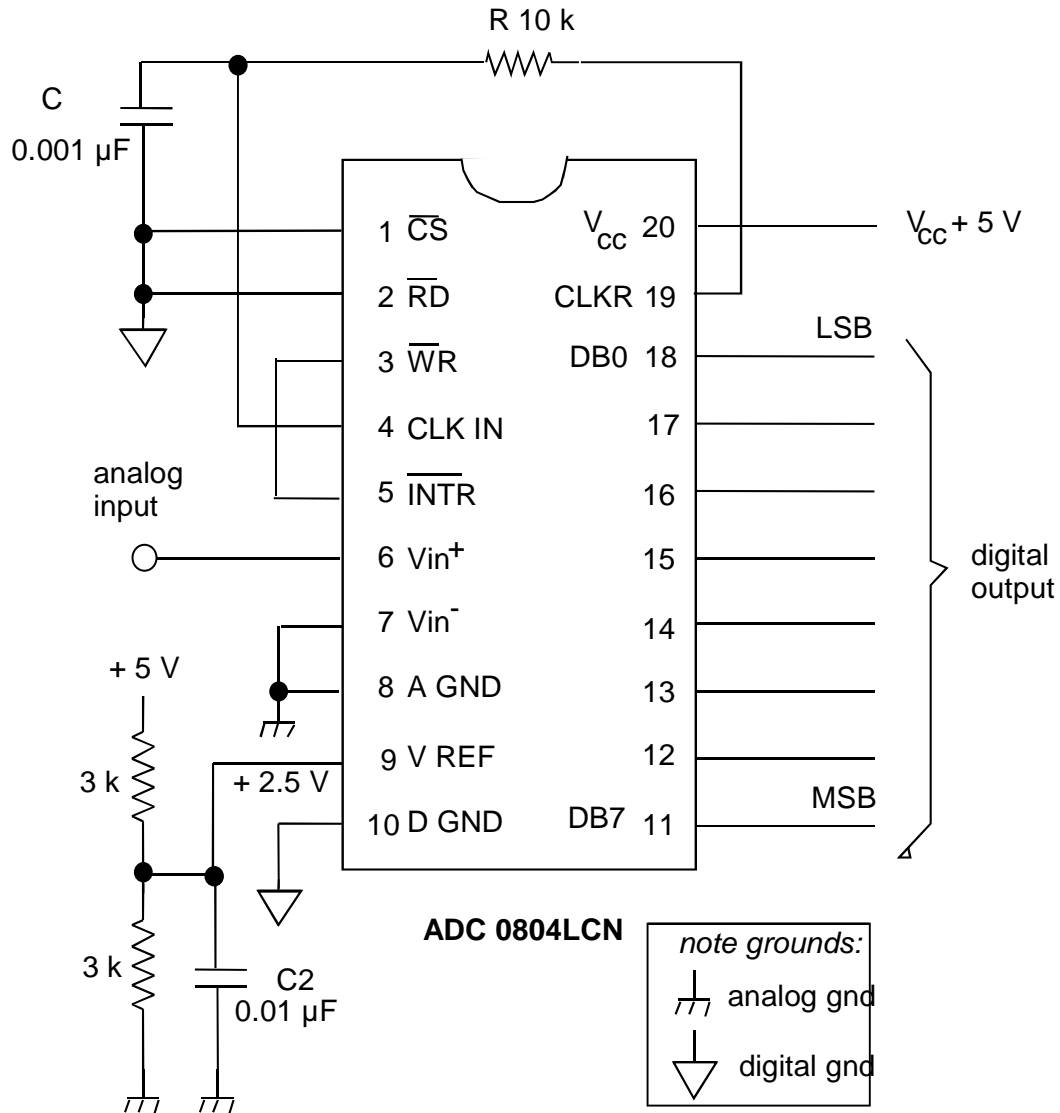 R 10 k
C
0.001 µF
1 CS
2 RD
3 WR
4 CLK IN
5 INTR
6 Vin+
7 Vin-
8 A GND
9 V REF
10 D GND
VCC 20
CLKR 19
DB0 18
17
16
15
14
13
12
DB7 11
VCC + 5 V
LSB
MSB
digital
output
analog
input
+ 5 V
3 k
+ 2.5 V
3 k
C2
0.01 µF
ADC 0804LCN
note grounds:
analog gnd
digital gnd